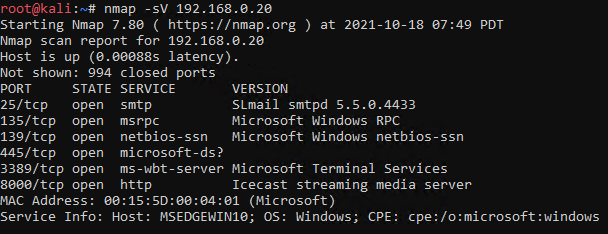 root@kali:~# nmap -sV 192.168.0.20
Starting Nmap 7.80 ( https://nmap.org ) at 2021-10-18 07:49 PDT
Nmap scan report for 192.168.0.20
Host is up (0.00088s latency).
Not shown: 994 closed ports
PORT     STATE SERVICE       VERSION
25/tcp   open  smtp          SLmail smtpd 5.5.0.4433
135/tcp  open  msrpc         Microsoft Windows RPC
139/tcp  open  netbios-ssn   Microsoft Windows netbios-ssn
445/tcp  open  microsoft-ds?
3389/tcp open  ms-wbt-server Microsoft Terminal Services
8000/tcp open  http          Icecast streaming media server
MAC Address: 00:15:5D:00:04:01 (Microsoft)
Service Info: Host: MSEDGEWIN10; OS: Windows; CPE: cpe:/o:microsoft:windows